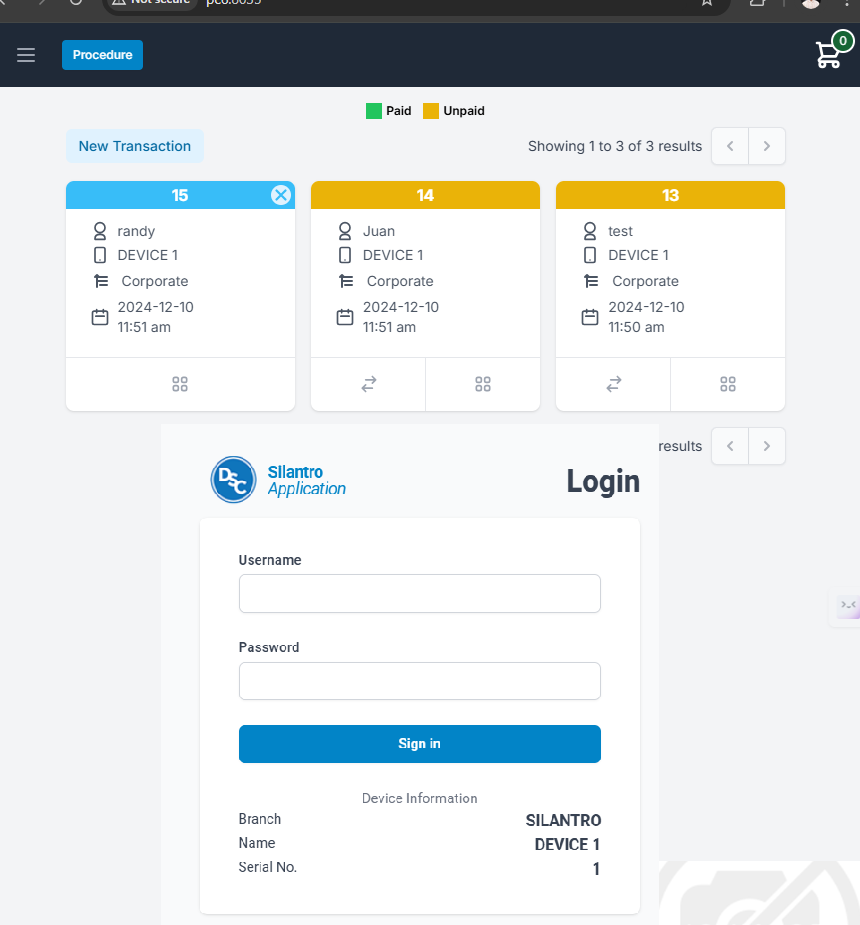 Not secure
Procedure
0
Paid Unpaid
New Transaction
Showing 1 to 3 of 3 results
15
randy
DEVICE 1
Corporate
2024-12-10
11:51 am
14
Juan
DEVICE 1
Corporate
2024-12-10
11:51 am
13
test
DEVICE 1
Corporate
2024-12-10
11:50 am
results
DSC
Silantro
Application
Login
Username
Password
Sign in
Device Information
Branch SILANTRO
Name DEVICE 1
Serial No. 1